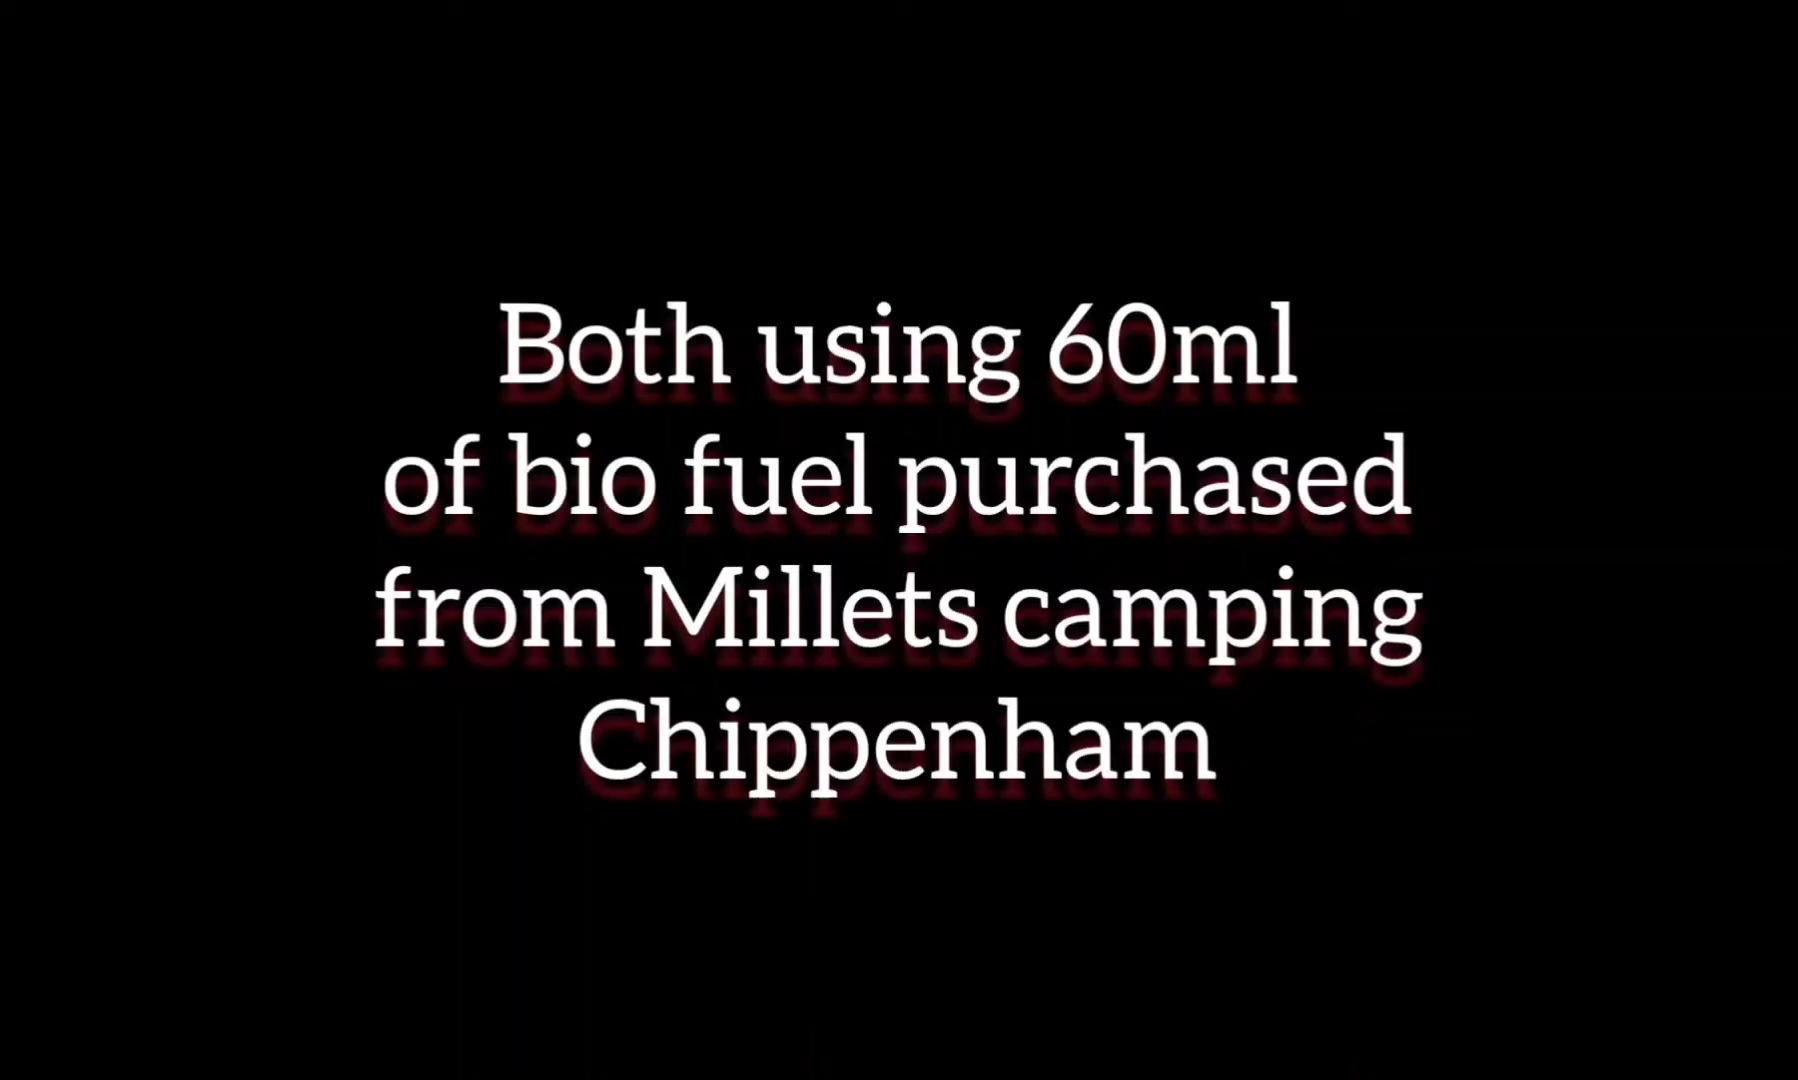 Both using 60ml
of bio fuel purchased
from Millets camping
Chippenham